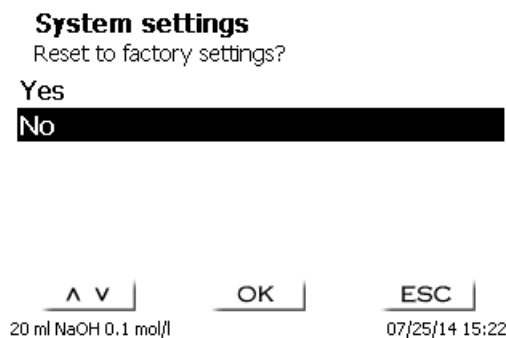 System settings
Reset to factory settings?
Yes
No
∧ ∨ OK ESC
20 ml NaOH 0.1 mol/l 07/25/14 15:22